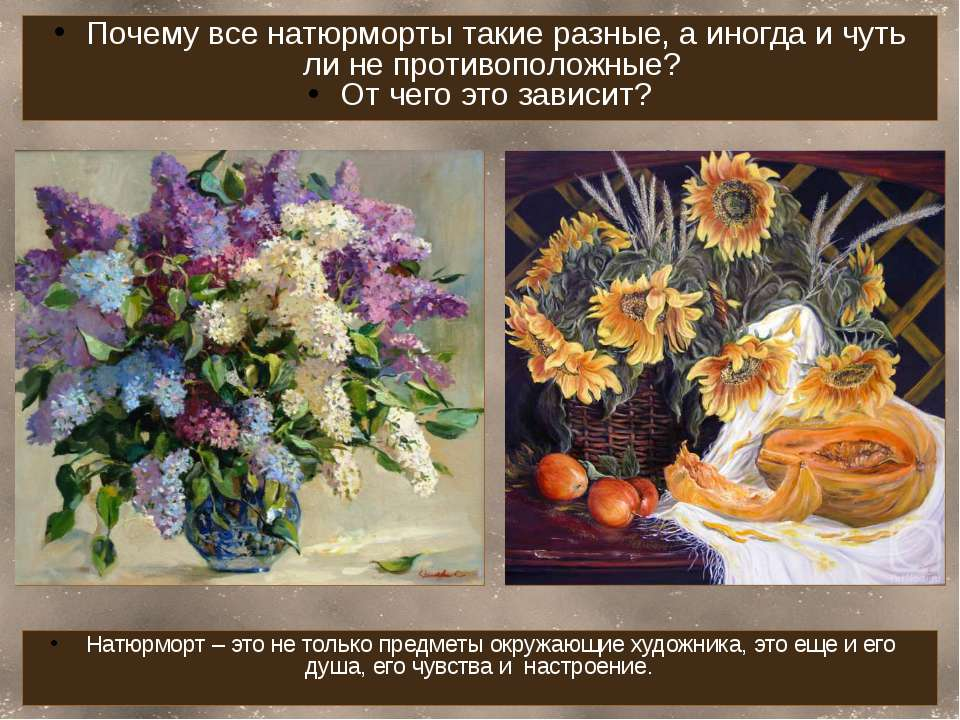 • Почему все натюрморты такие разные, а иногда и чуть
ли не противоположные?
• От чего это зависит?
• Натюрморт – это не только предметы окружающие художника, это еще и его
душа, его чувства и настроение.